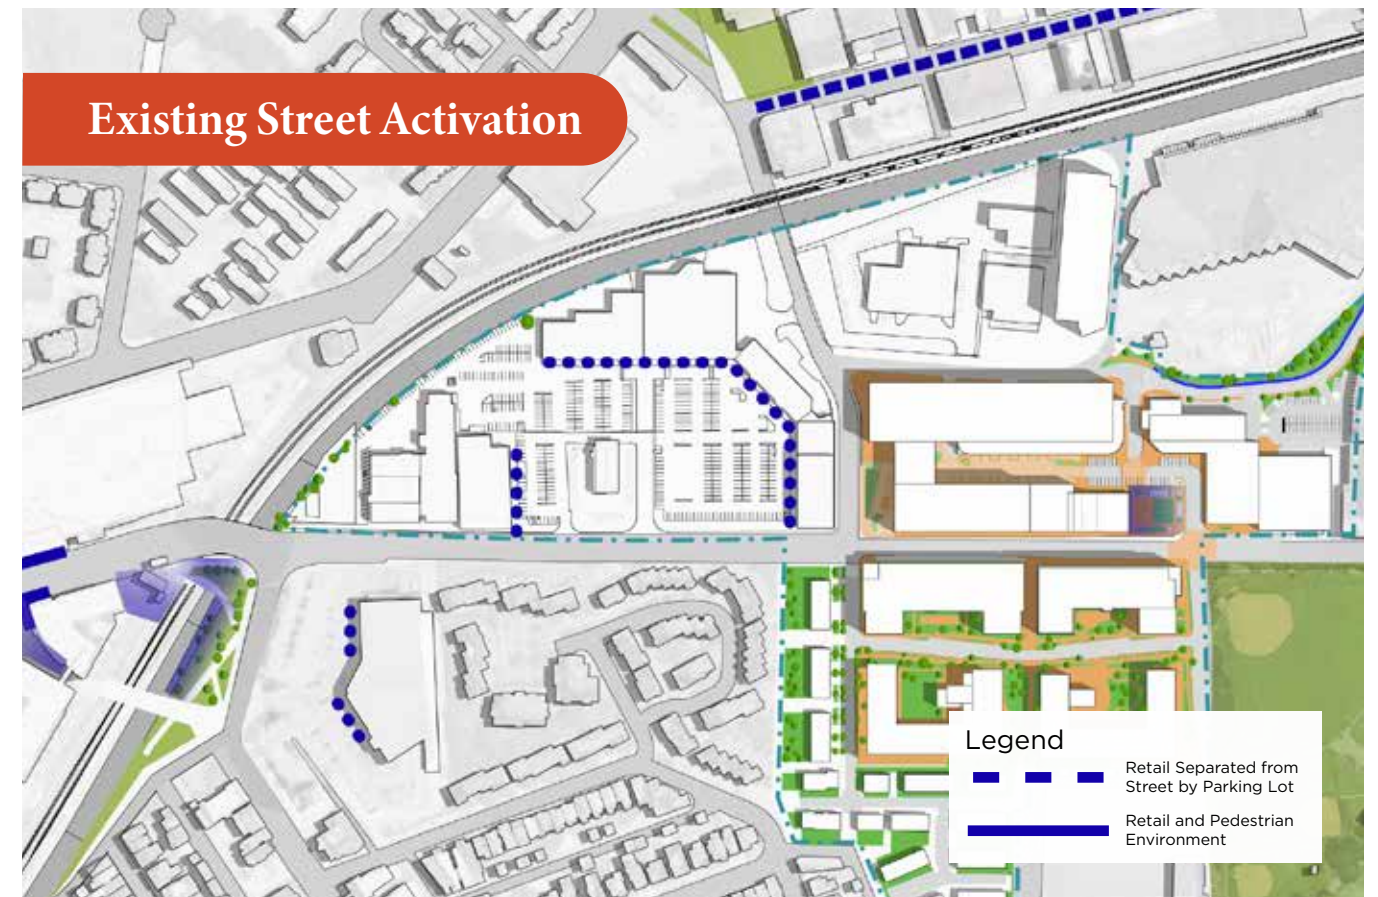 Existing Street Activation
Legend
Retail Separated from
Street by Parking Lot
Retail and Pedestrian
Environment